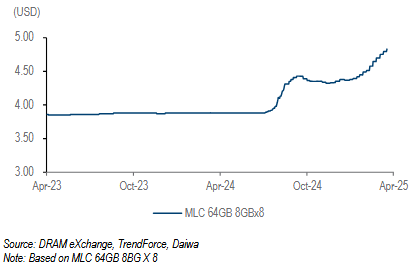 (USD)
5.00
4.50
4.00
3.50
3.00
Apr-23 Oct-23 Apr-24 Oct-24 Apr-25
MLC 64GB 8GBx8
Source: DRAM eXchange, TrendForce, Daiwa
Note: Based on MLC 64GB 8BG X 8